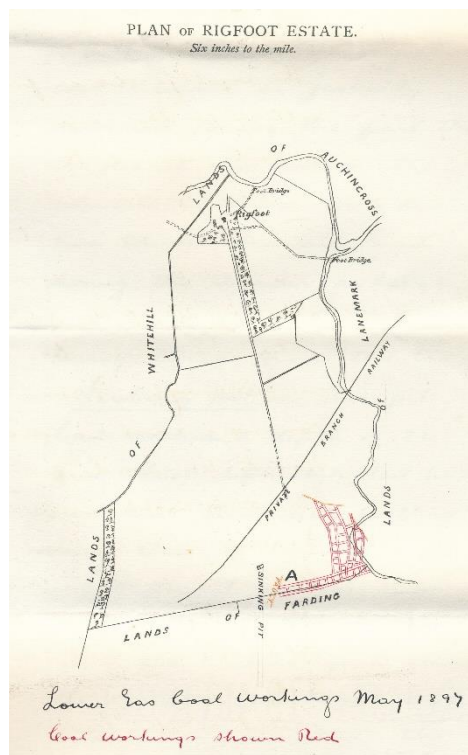 PLAN OF RIGFOOT ESTATE.
Six inches to the mile.
LANDS OF AUCHINCROSS
Foot Bridge
Rigfoot
Foot Bridge
LANDS OF WHITEHILL
LANDS OF LANEMARK
PRIVATE BRANCH RAILWAY
A
SINKING PIT
LANDS OF FARDING
Lower Gas Coal Workings May 1897
Coal Workings shown Red